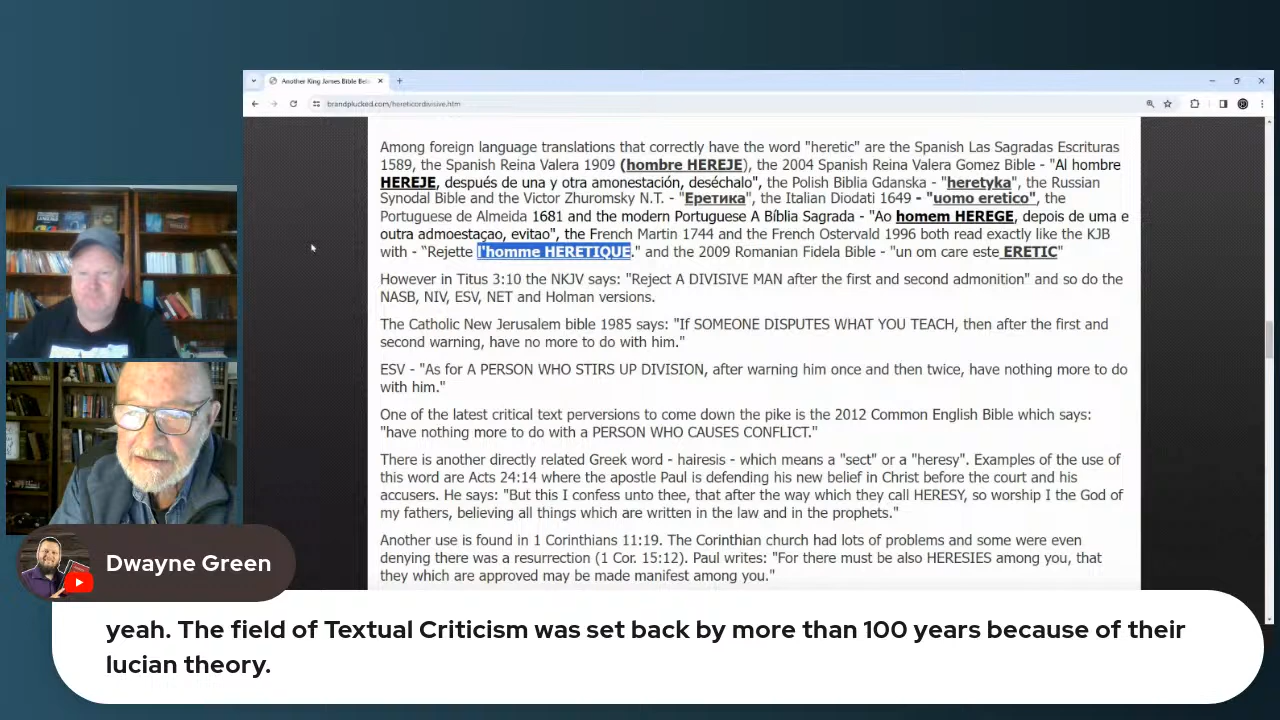 Another King James Bible Beli
brandplucked.com/hereticordivisive.htm
Among foreign language translations that correctly have the word "heretic" are the Spanish Las Sagradas Escrituras
1589, the Spanish Reina Valera 1909 (hombre HEREJE), the 2004 Spanish Reina Valera Gomez Bible - "Al hombre
HEREJE, después de una y otra amonestación, deséchalo", the Polish Biblia Gdanska - "heretyka", the Russian
Synodal Bible and the Victor Zhuromsky N.T. - "Еретика", the Italian Diodati 1649 - "uomo eretico", the
Portuguese de Almeida 1681 and the modern Portuguese A Bíblia Sagrada - "Ao homem HEREGE, depois de uma e
outra admoestaçao, evitao", the French Martin 1744 and the French Ostervald 1996 both read exactly like the KJB
with - “Rejette l'homme HERETIQUE." and the 2009 Romanian Fidela Bible - "un om care este ERETIC"
However in Titus 3:10 the NKJV says: "Reject A DIVISIVE MAN after the first and second admonition" and so do the
NASB, NIV, ESV, NET and Holman versions.
The Catholic New Jerusalem bible 1985 says: "If SOMEONE DISPUTES WHAT YOU TEACH, then after the first and
second warning, have no more to do with him."
ESV - "As for A PERSON WHO STIRS UP DIVISION, after warning him once and then twice, have nothing more to do
with him."
One of the latest critical text perversions to come down the pike is the 2012 Common English Bible which says:
"have nothing more to do with a PERSON WHO CAUSES CONFLICT."
There is another directly related Greek word - hairesis - which means a "sect" or a "heresy". Examples of the use of
this word are Acts 24:14 where the apostle Paul is defending his new belief in Christ before the court and his
accusers. He says: "But this I confess unto thee, that after the way which they call HERESY, so worship I the God of
my fathers, believing all things which are written in the law and in the prophets."
Another use is found in 1 Corinthians 11:19. The Corinthian church had lots of problems and some were even
denying there was a resurrection (1 Cor. 15:12). Paul writes: "For there must be also HERESIES among you, that
they which are approved may be made manifest among you."
Dwayne Green
yeah. The field of Textual Criticism was set back by more than 100 years because of their
lucian theory.